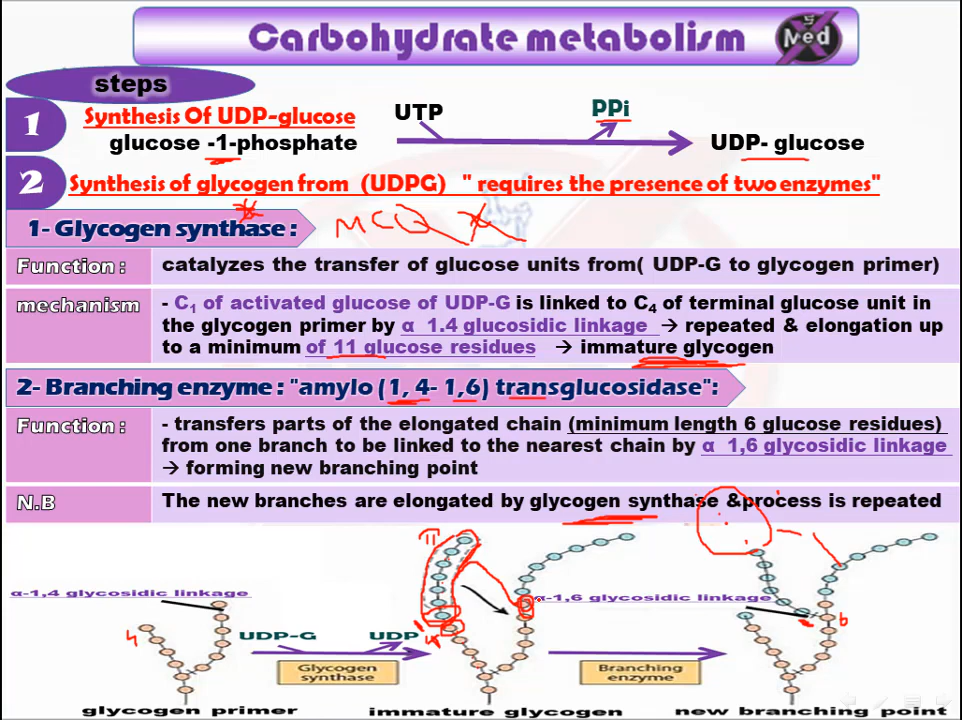 Carbohydrate metabolism
Med
steps
1
Synthesis Of UDP-glucose
UTP
PPi
glucose -1-phosphate
UDP- glucose
2
Synthesis of glycogen from (UDPG) " requires the presence of two enzymes"
1- Glycogen synthase :
MCQ
Function :
catalyzes the transfer of glucose units from( UDP-G to glycogen primer)
mechanism
- C1 of activated glucose of UDP-G is linked to C4 of terminal glucose unit in
the glycogen primer by α 1.4 glucosidic linkage → repeated & elongation up
to a minimum of 11 glucose residues → immature glycogen
2- Branching enzyme : "amylo (1, 4- 1,6) transglucosidase":
Function :
- transfers parts of the elongated chain (minimum length 6 glucose residues)
from one branch to be linked to the nearest chain by α 1,6 glycosidic linkage
→ forming new branching point
N.B
The new branches are elongated by glycogen synthase &process is repeated
11
α-1,4 glycosidic linkage
α-1,6 glycosidic linkage
4
6
UDP-G
UDP
Glycogen
synthase
Branching
enzyme
glycogen primer
immature glycogen
new branching point